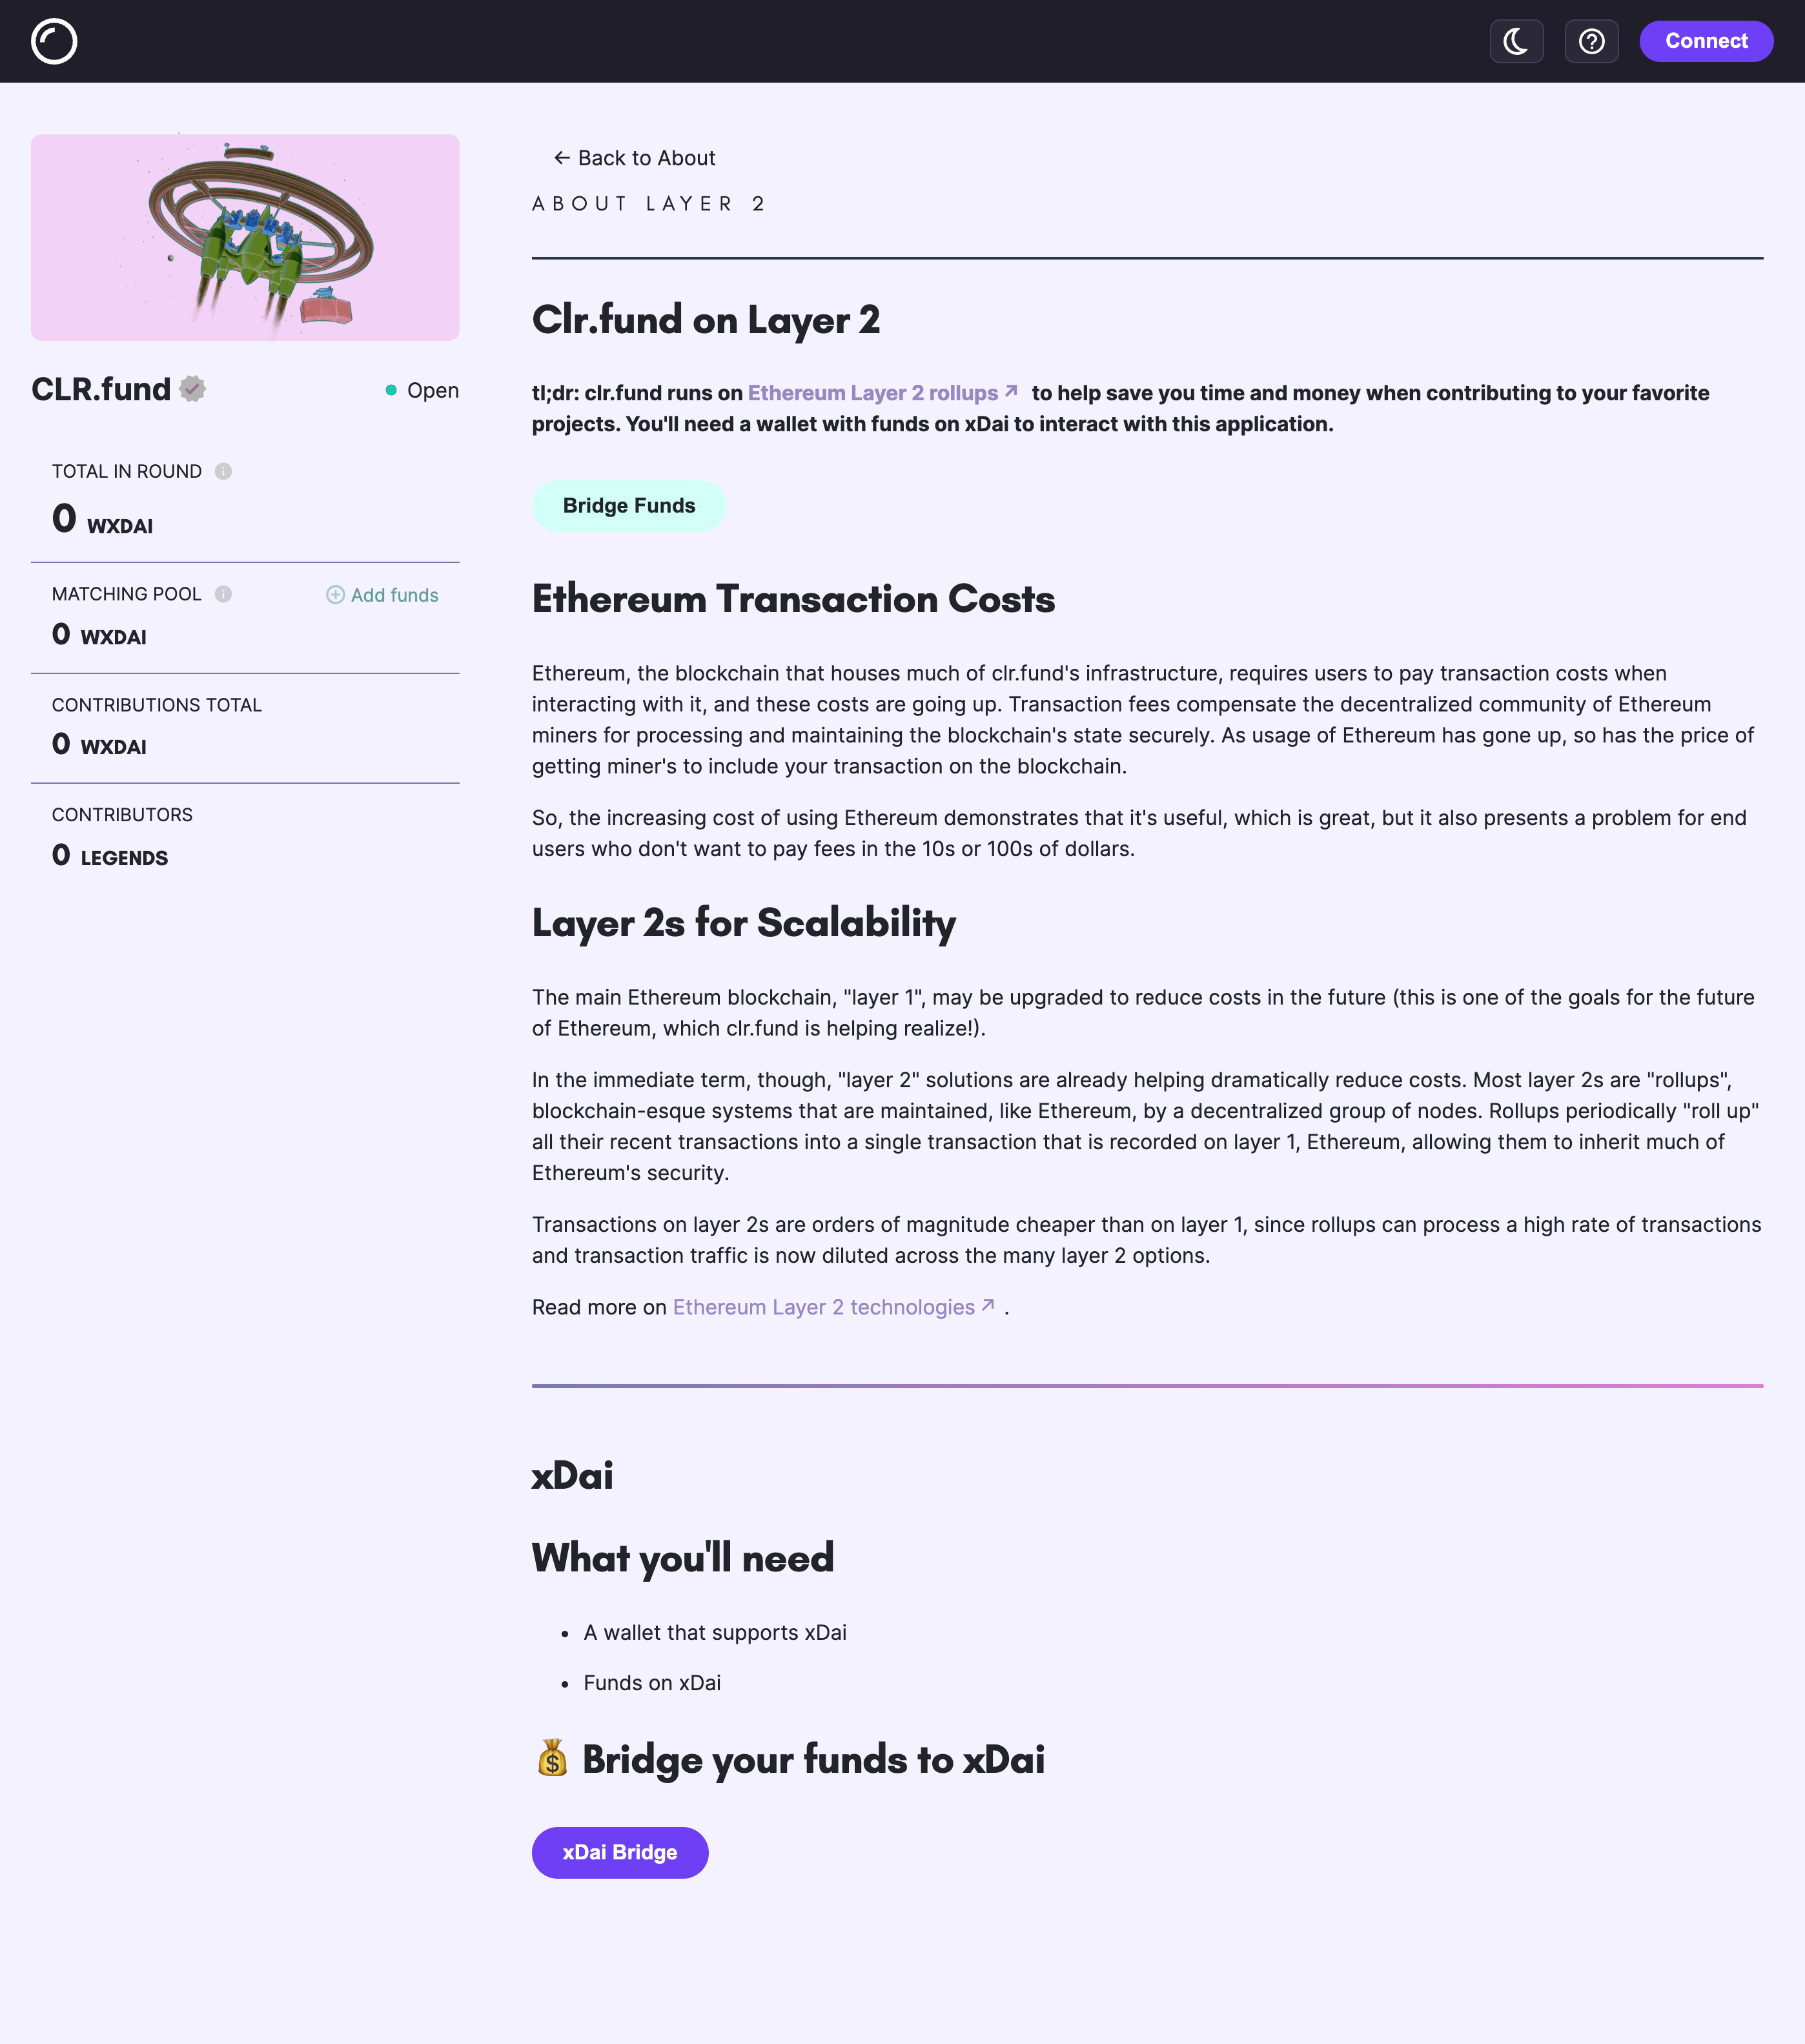 Connect
CLR.fund
Open
TOTAL IN ROUND
0 WXDAI
MATCHING POOL
Add funds
0 WXDAI
CONTRIBUTIONS TOTAL
0 WXDAI
CONTRIBUTORS
0 LEGENDS
← Back to About
ABOUT LAYER 2
Clr.fund on Layer 2
tl;dr: clr.fund runs on Ethereum Layer 2 rollups to help save you time and money when contributing to your favorite
projects. You'll need a wallet with funds on xDai to interact with this application.
Bridge Funds
Ethereum Transaction Costs
Ethereum, the blockchain that houses much of clr.fund's infrastructure, requires users to pay transaction costs when
interacting with it, and these costs are going up. Transaction fees compensate the decentralized community of Ethereum
miners for processing and maintaining the blockchain's state securely. As usage of Ethereum has gone up, so has the price of
getting miner's to include your transaction on the blockchain.
So, the increasing cost of using Ethereum demonstrates that it's useful, which is great, but it also presents a problem for end
users who don't want to pay fees in the 10s or 100s of dollars.
Layer 2s for Scalability
The main Ethereum blockchain, "layer 1", may be upgraded to reduce costs in the future (this is one of the goals for the future
of Ethereum, which clr.fund is helping realize!).
In the immediate term, though, "layer 2" solutions are already helping dramatically reduce costs. Most layer 2s are "rollups",
blockchain-esque systems that are maintained, like Ethereum, by a decentralized group of nodes. Rollups periodically "roll up"
all their recent transactions into a single transaction that is recorded on layer 1, Ethereum, allowing them to inherit much of
Ethereum's security.
Transactions on layer 2s are orders of magnitude cheaper than on layer 1, since rollups can process a high rate of transactions
and transaction traffic is now diluted across the many layer 2 options.
Read more on Ethereum Layer 2 technologies .
xDai
What you'll need
• A wallet that supports xDai
• Funds on xDai
💰 Bridge your funds to xDai
xDai Bridge